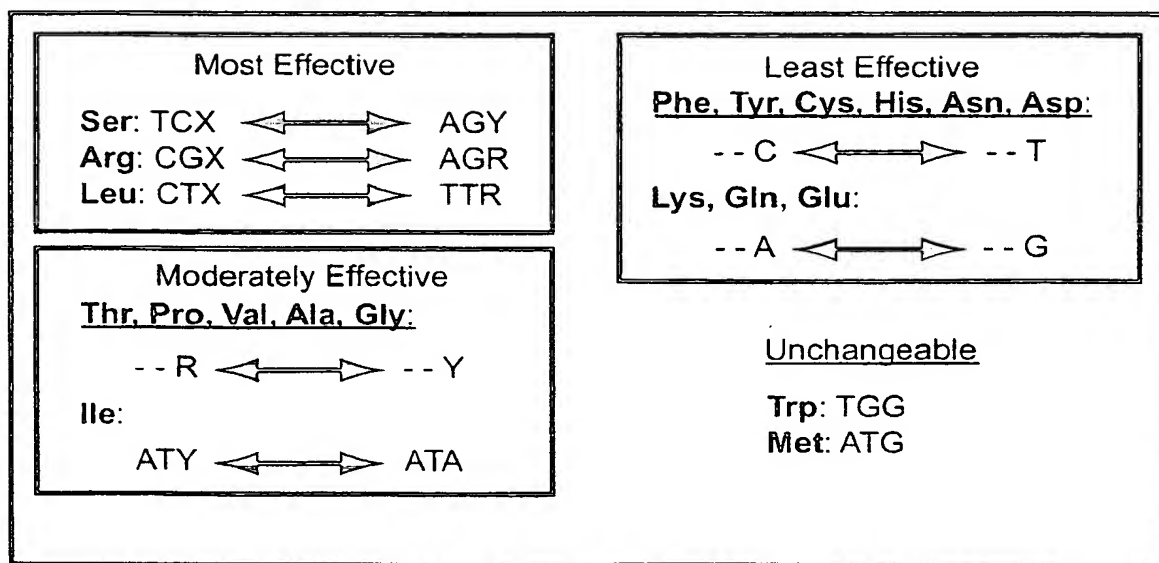 Most Effective
Ser: TCX AGY
Arg: CGX AGR
Leu: CTX TTR
Moderately Effective
Thr, Pro, Val, Ala, Gly:
- - R - - Y
Ile:
ATY ATA
Least Effective
Phe, Tyr, Cys, His, Asn, Asp:
- - C - - T
Lys, Gln, Glu:
- - A - - G
Unchangeable
Trp: TGG
Met: ATG